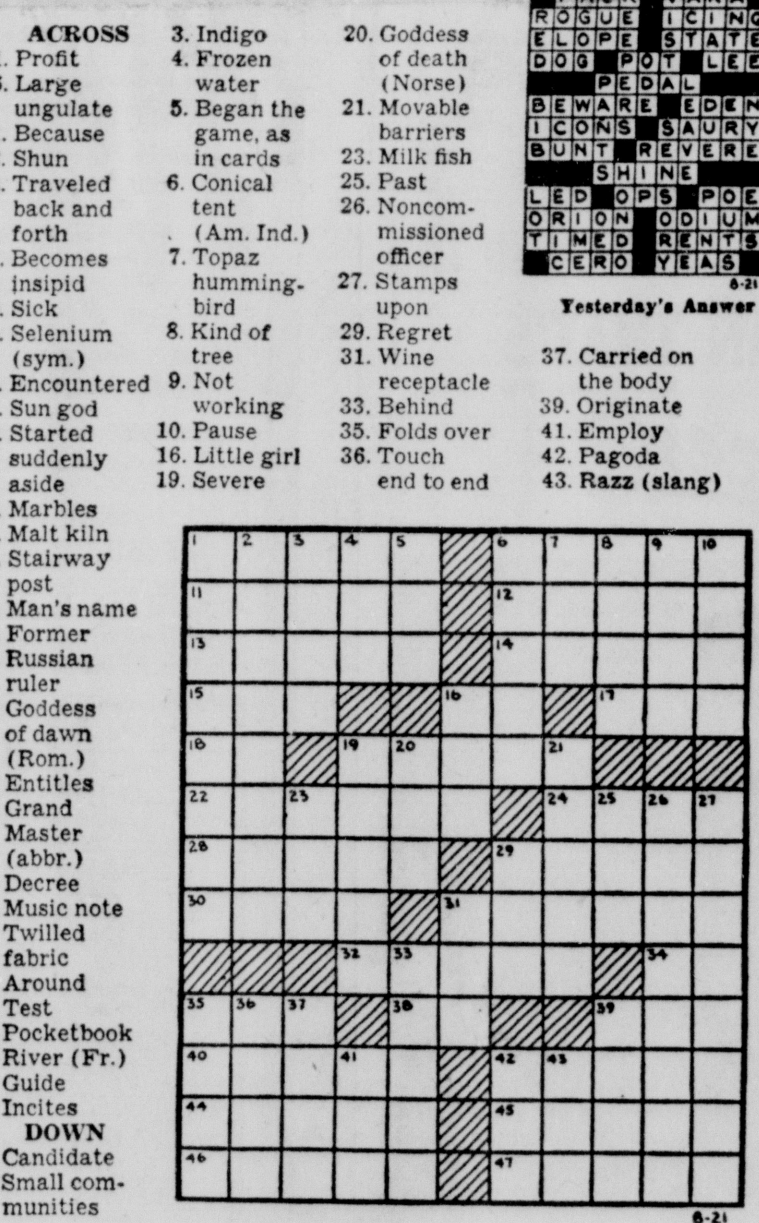 ACROSS
. Profit
. Large
ungulate
. Because
. Shun
. Traveled
back and
forth
. Becomes
insipid
. Sick
. Selenium
(sym.)
. Encountered
. Sun god
. Started
suddenly
aside
. Marbles
. Malt kiln
Stairway
post
Man's name
Former
Russian
ruler
Goddess
of dawn
(Rom.)
Entitles
Grand
Master
(abbr.)
Decree
Music note
Twilled
fabric
Around
Test
Pocketbook
River (Fr.)
Guide
Incites
DOWN
Candidate
Small com-
munities
3. Indigo
4. Frozen
water
5. Began the
game, as
in cards
6. Conical
tent
(Am. Ind.)
7. Topaz
humming-
bird
8. Kind of
tree
9. Not
working
10. Pause
16. Little girl
19. Severe
20. Goddess
of death
(Norse)
21. Movable
barriers
23. Milk fish
25. Past
26. Noncom-
missioned
officer
27. Stamps
upon
29. Regret
31. Wine
receptacle
33. Behind
35. Folds over
36. Touch
end to end
ROGUE ICING
ELOPE STATE
DOG POT LEE
PEDAL
BEWARE EDEN
ICONS SAURY
BUNT REVERE
SHINE
LED OPS POE
ORION ODIUM
TIMED RENTS
CERO YEAS
8-21
Yesterday's Answer
37. Carried on
the body
39. Originate
41. Employ
42. Pagoda
43. Razz (slang)
1 2 3 4 5 6 7 8 9 10
11 12
13 14
15 16 17
18 19 20 21
22 23 24 25 26 27
28 29
30 31
32 33 34
35 36 37 38 39
40 41 42 43
44 45
46 47
8-21